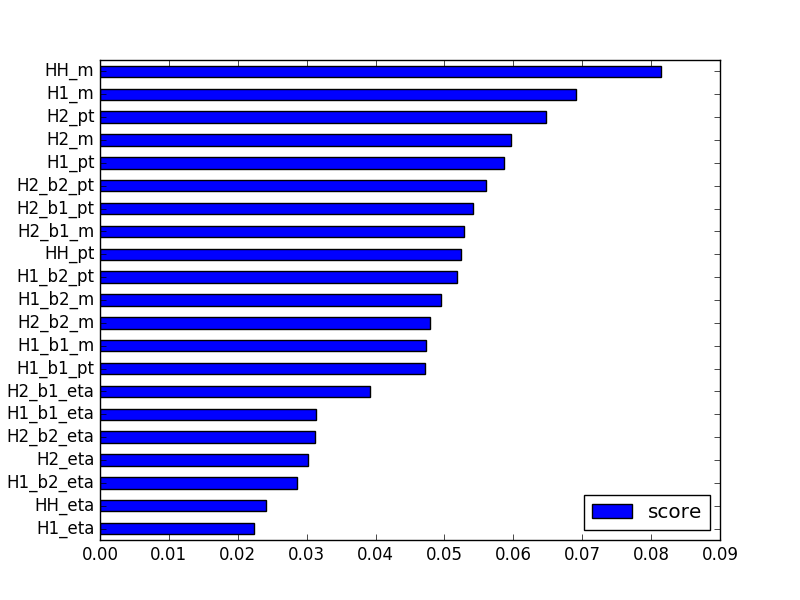 HH_m
H1_m
H2_pt
H2_m
H1_pt
H2_b2_pt
H2_b1_pt
H2_b1_m
HH_pt
H1_b2_pt
H1_b2_m
H2_b2_m
H1_b1_m
H1_b1_pt
H2_b1_eta
H1_b1_eta
H2_b2_eta
H2_eta
H1_b2_eta
HH_eta
H1_eta
score
0.00 0.01 0.02 0.03 0.04 0.05 0.06 0.07 0.08 0.09